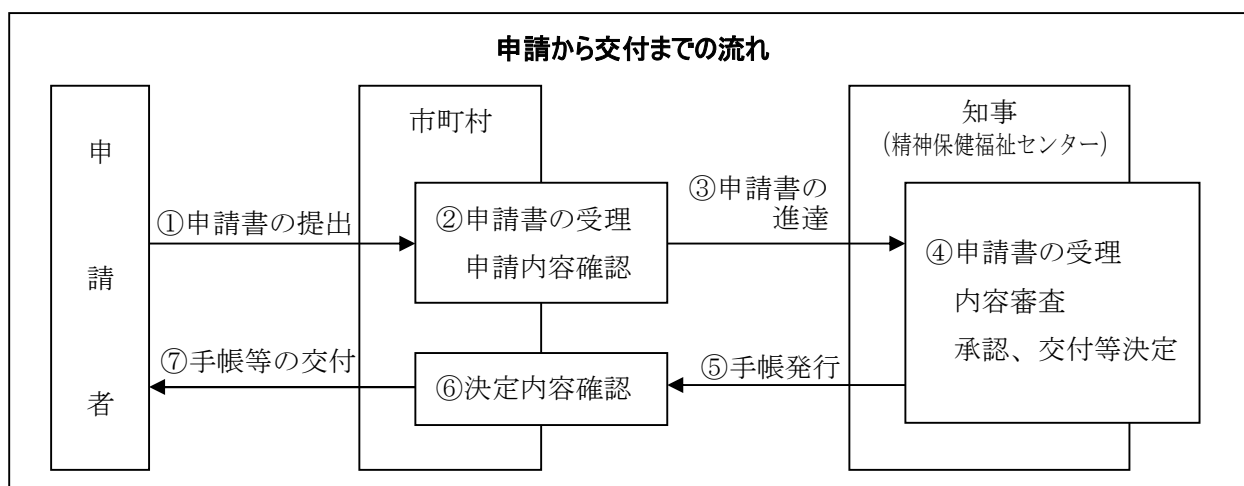 申請から交付までの流れ
申請者
市町村
知事
(精神保健福祉センター)
①申請書の提出
②申請書の受理
申請内容確認
③申請書の
進達
④申請書の受理
内容審査
承認、交付等決定
⑤手帳発行
⑥決定内容確認
⑦手帳等の交付